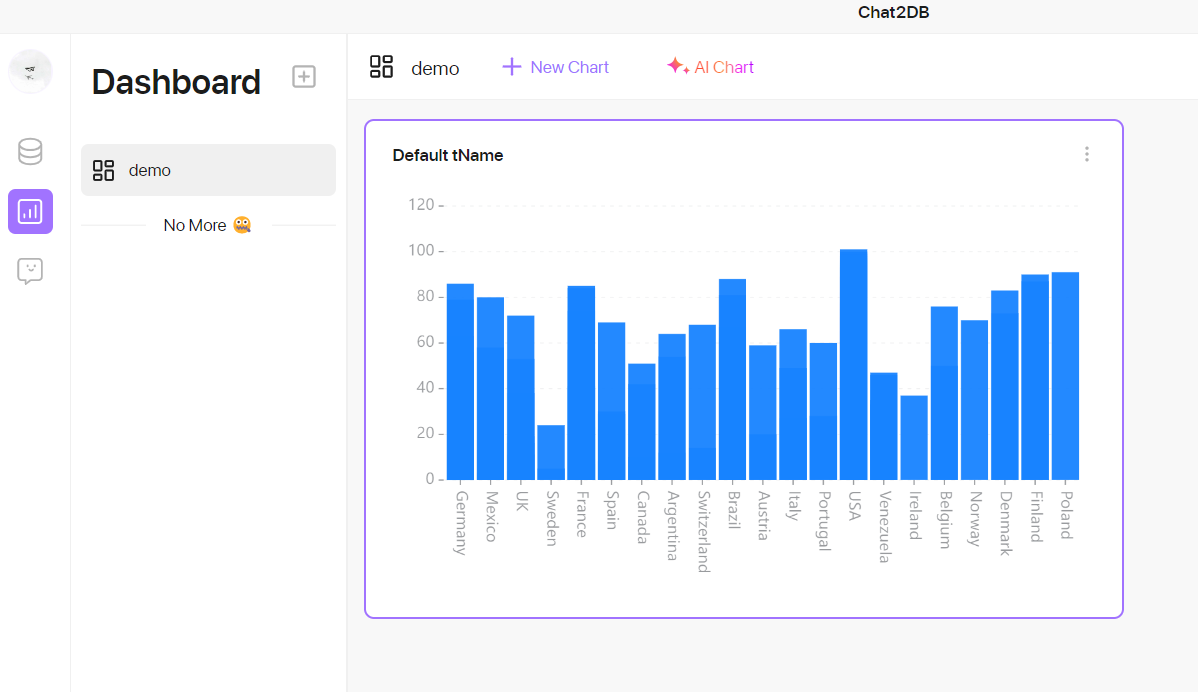 Chat2DB
Dashboard
demo
No More
demo
New Chart
AI Chart
Default tName
120
100
80
60
40
20
0
Germany
Mexico
UK
Sweden
France
Spain
Canada
Argentina
Switzerland
Brazil
Austria
Italy
Portugal
USA
Venezuela
Ireland
Belgium
Norway
Denmark
Finland
Poland